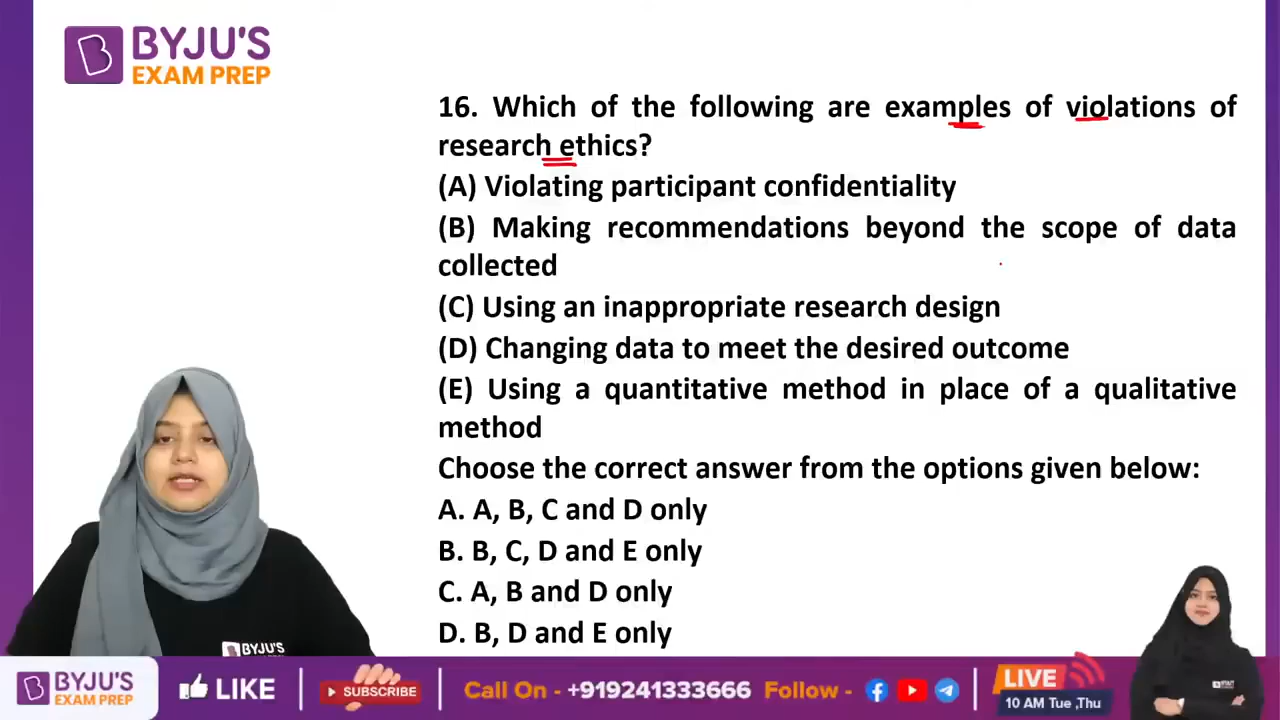 BYJU'S
EXAM PREP
16. Which of the following are examples of violations of
research ethics?
(A) Violating participant confidentiality
(B) Making recommendations beyond the scope of data
collected
(C) Using an inappropriate research design
(D) Changing data to meet the desired outcome
(E) Using a quantitative method in place of a qualitative
method
Choose the correct answer from the options given below:
A. A, B, C and D only
B. B, C, D and E only
C. A, B and D only
D. B, D and E only
BYJU'S
EXAM PREP
BYJU'S
EXAM PREP
LIKE
SUBSCRIBE
Call On - +919241333666 Follow -
LIVE
10 AM Tue ,Thu